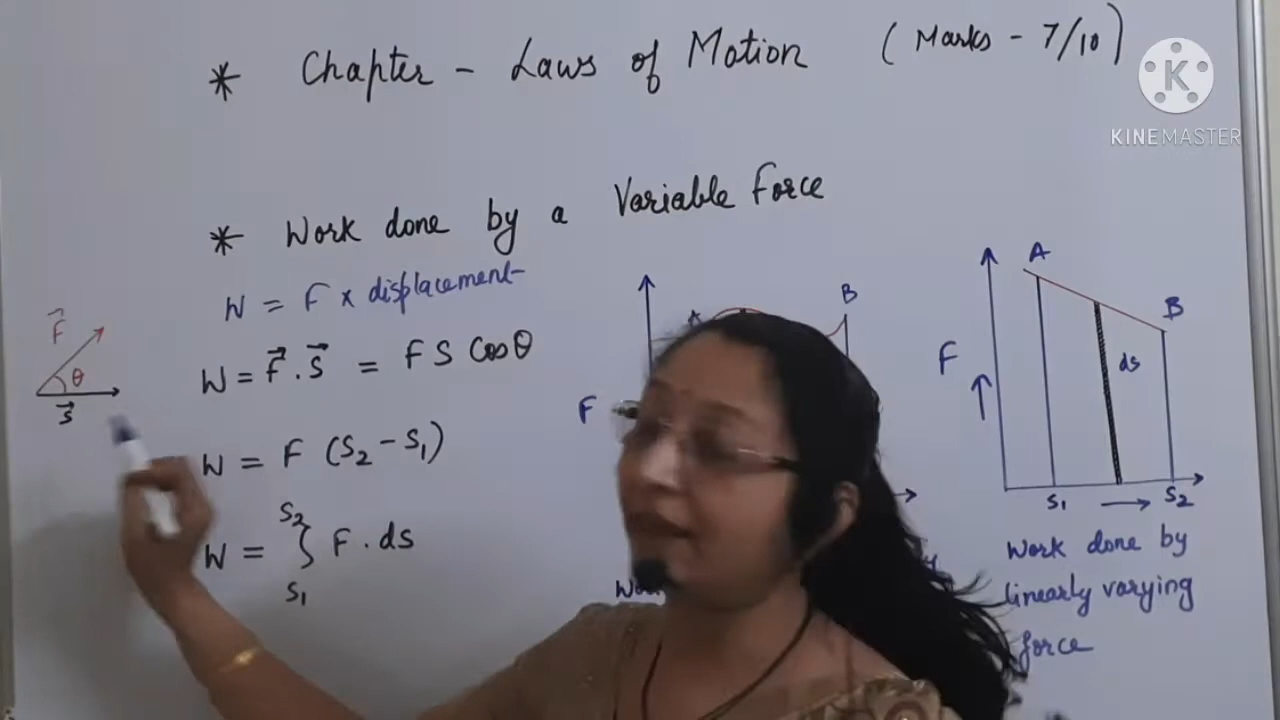 * Chapter - Laws of Motion (Marks - 7/10)
K
KINEMASTER
* Work done by a Variable Force
W = F x displacement
W = F⃗ . S⃗ = F S Cosθ
W = F (S₂ - S₁)
S₂
W = ∫ F . ds
S₁
F⃗
θ
S⃗
A
B
F
A
B
F
ds
S₁
S₂
Work done by
linearly varying
force